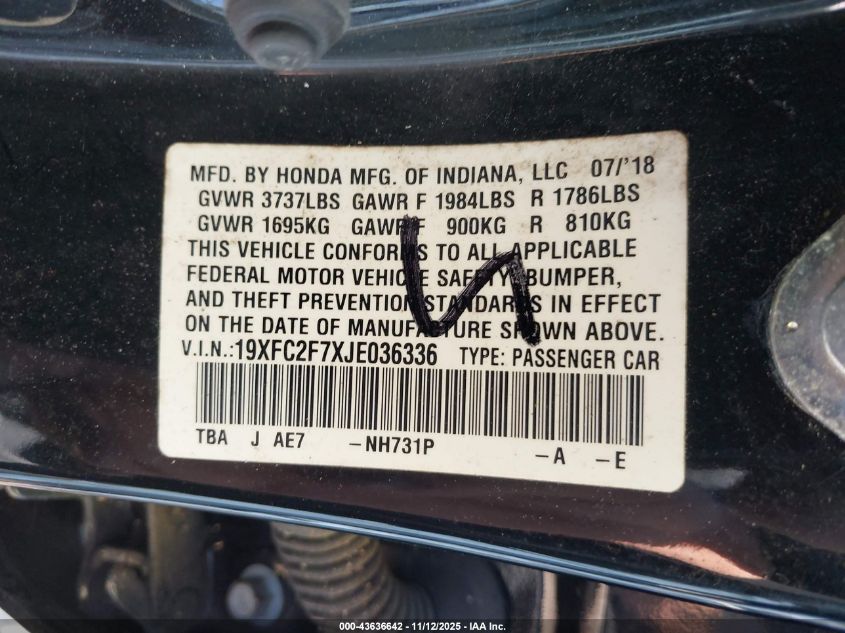 MFD. BY HONDA MFG. OF INDIANA, LLC 07/'18
GVWR 3737LBS GAWR F 1984LBS R 1786LBS
GVWR 1695KG GAWR F 900KG R 810KG
THIS VEHICLE CONFORMS TO ALL APPLICABLE
FEDERAL MOTOR VEHICLE SAFETY, BUMPER,
AND THEFT PREVENTION STANDARDS IN EFFECT
ON THE DATE OF MANUFACTURE SHOWN ABOVE.
V.I.N.:19XFC2F7XJE036336 TYPE: PASSENGER CAR
TBA J AE7 -NH731P -A -E
000-43636642 - 11/12/2025 - IAA Inc.